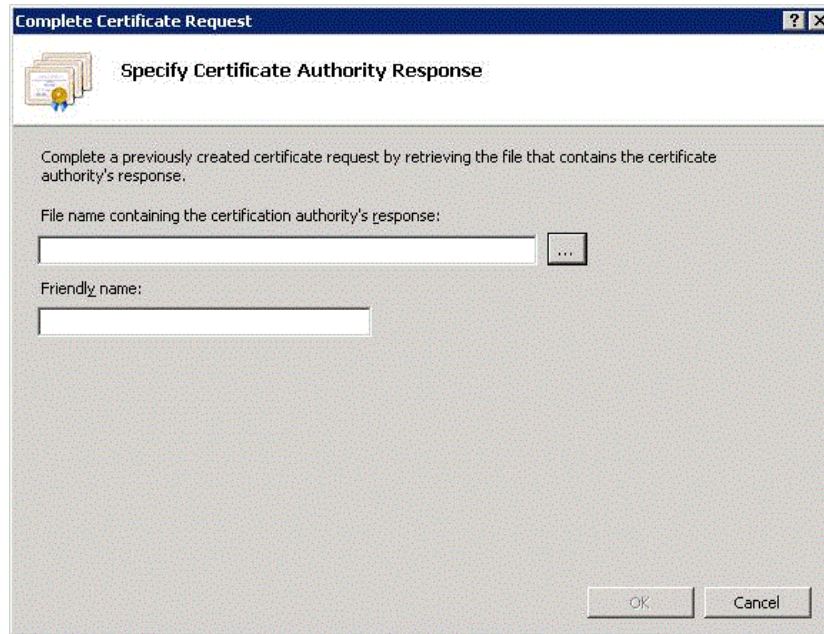 Complete Certificate Request
Specify Certificate Authority Response
Complete a previously created certificate request by retrieving the file that contains the certificate
authority's response.
File name containing the certification authority's response:
...
Friendly name:
OK
Cancel